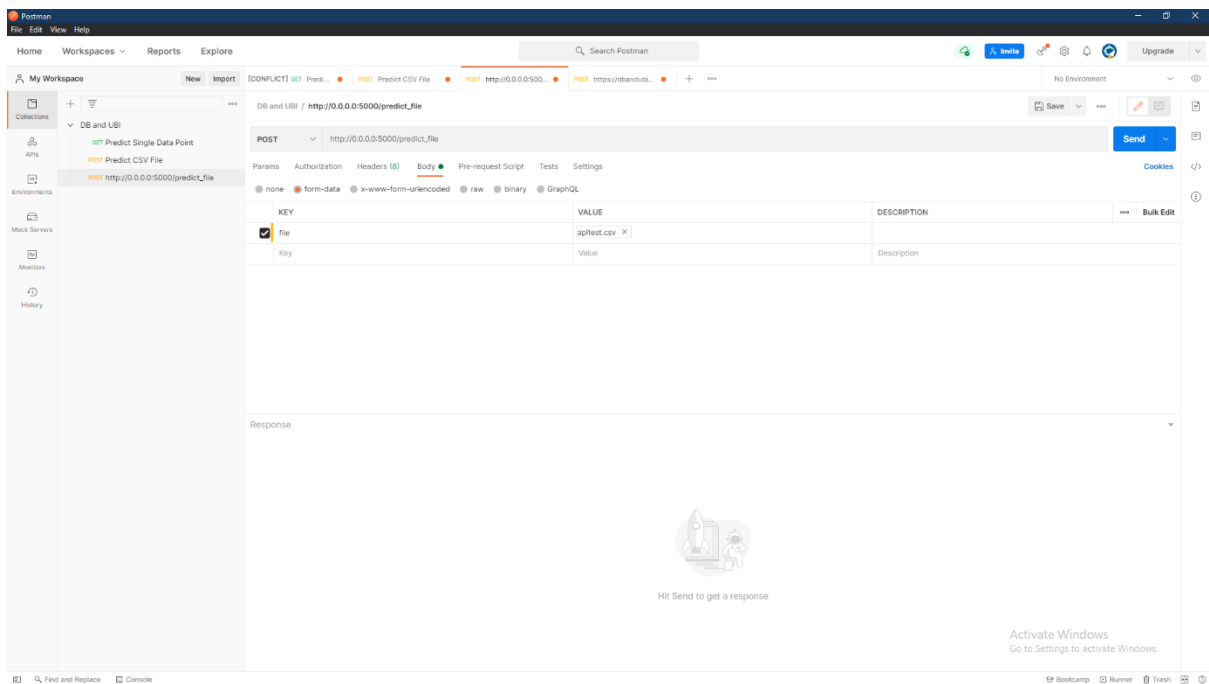 Postman
File Edit View Help
Home Workspaces Reports Explore
Search Postman
Invite
Upgrade
My Workspace
New Import
[CONFLICT] GET Predi...
POST Predict CSV File
POST http://0.0.0.0:500...
POST https://dbandubi...
No Environment
Collections
APIs
Environments
Mock Servers
Monitors
History
DB and UBI
GET Predict Single Data Point
POST Predict CSV File
POST http://0.0.0.0:5000/predict_file
DB and UBI / http://0.0.0.0:5000/predict_file
Save
POST http://0.0.0.0:5000/predict_file
Send
Params Authorization Headers (8) Body Pre-request Script Tests Settings
Cookies
none form-data x-www-form-urlencoded raw binary GraphQL
KEY VALUE DESCRIPTION Bulk Edit
file apitest.csv
Key Value Description
Response
Hit Send to get a response
Activate Windows
Go to Settings to activate Windows.
Find and Replace Console
Bootcamp Runner Trash